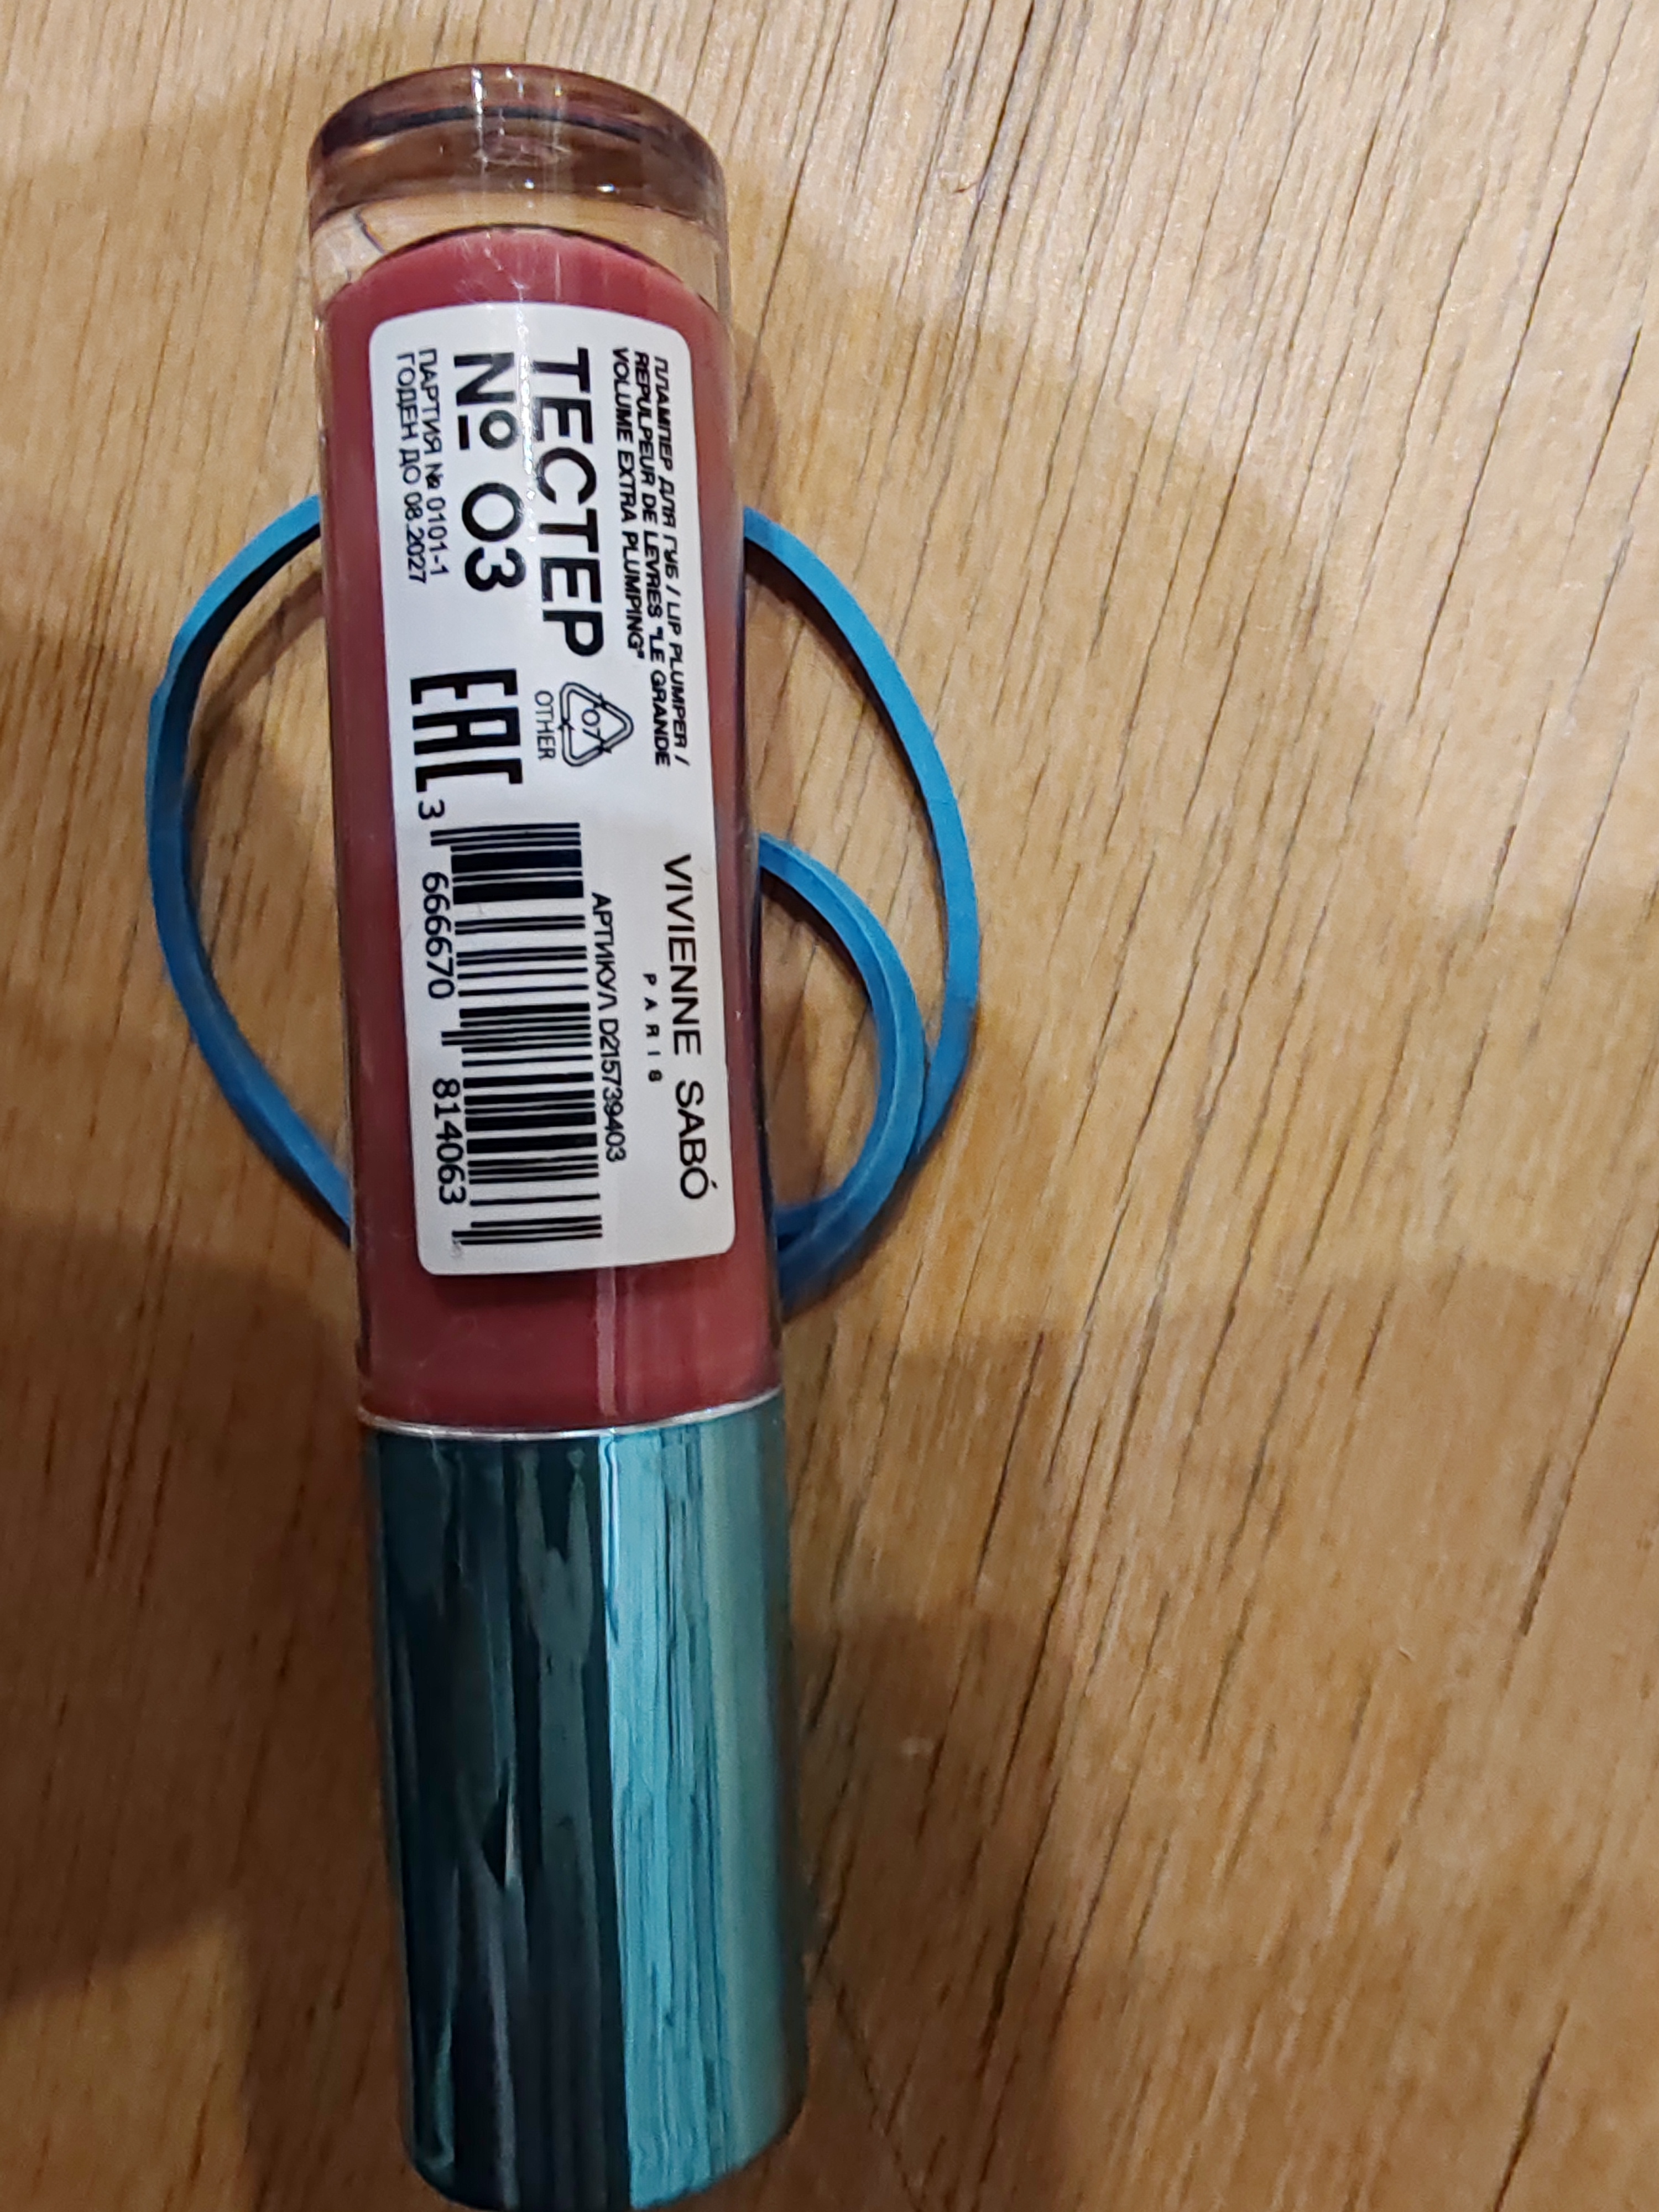 ПЛАМПЕР ДЛЯ ГУБ / LIP PLUMPER /
REPULPEUR DE LEVRES "LE GRANDE
VOLUME EXTRA PLUMPING"
ТЕСТЕР
№ 03
ПАРТИЯ № 0101-1
ГОДЕН ДО 08.2027
07
OTHER
EAC
VIVIENNE SABÓ
PARIS
АРТИКУЛ D215739403
3 666670 814063